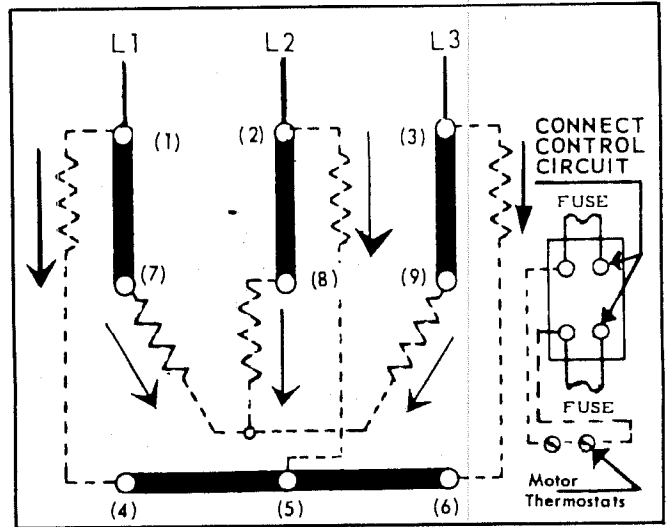 L1 L2 L3
(1) (2) (3)
CONNECT
CONTROL
CIRCUIT
FUSE
(7) (8) (9)
FUSE
Motor
Thermostats
(4) (5) (6)